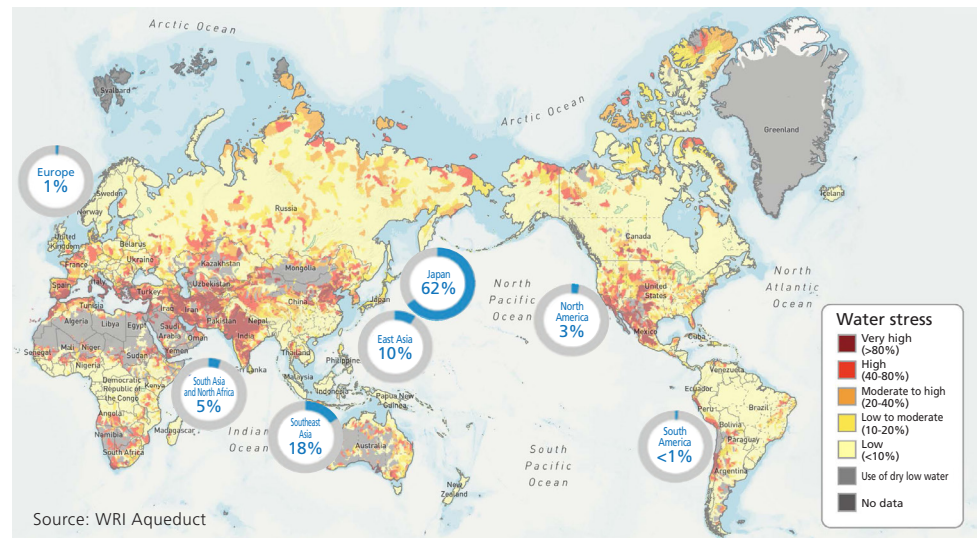 Arctic Ocean
Svalbard
Arctic Ocean
Greenland
Iceland
Europe
1%
Sweden
Norway
Russia
United
Kingdom
Belarus
Canada
France
Ukraine
Kazakhstan
Mongolia
Spain
Italy
Turkey
Uzbekistan
China
Japan
Japan
62%
North
Pacific
Ocean
North
America
3%
United
States
North
Atlantic
Ocean
Tunisia
Iraq
Iran
Algeria
Libya
Egypt
Saudi
Arabia
Pakistan
Nepal
Oman
India
East Asia
10%
Mexico
Cuba
Senegal
Mali
Niger
Sudan
Yemen
Nigeria
Thailand
Philippine
Lanka
Malaysia
Venezuela
Ecuador
Democratic
Republic of
the Congo
Kenya
South Asia
and North Africa
5%
Indonesia
Papua New
Guinea
Peru
Brazil
Angola
Namibia
Madagascar
South Africa
Indian
Ocean
Southeast
Asia
18%
Australia
New
Zealand
South
Pacific
Ocean
South
America
<1%
Bolivia
Paraguay
Argentina
Water stress
Very high
(>80%)
High
(40-80%)
Moderate to high
(20-40%)
Low to moderate
(10-20%)
Low
(<10%)
Use of dry low water
No data
Source: WRI Aqueduct